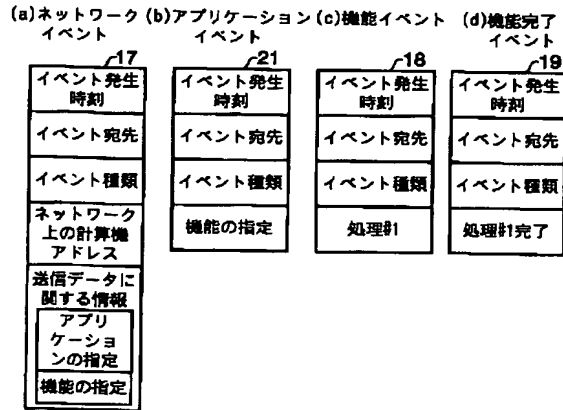 (a)ネットワーク
イベント
17
イベント発生
時刻
イベント宛先
イベント種類
ネットワーク
上の計算機
アドレス
送信データに
関する情報
アプリ
ケーショ
ンの指定
機能の指定
(b)アプリケーション
イベント
21
イベント発生
時刻
イベント宛先
イベント種類
機能の指定
(c)機能イベント
18
イベント発生
時刻
イベント宛先
イベント種類
処理#1
(d)機能完了
イベント
19
イベント発生
時刻
イベント宛先
イベント種類
処理#1完了